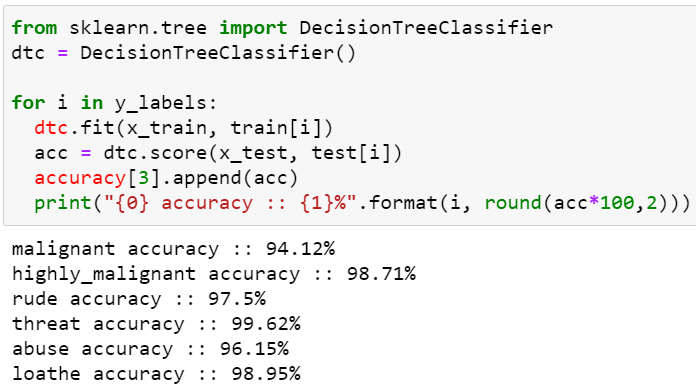 from sklearn.tree import DecisionTreeClassifier
dtc = DecisionTreeClassifier()

for i in y_labels:
  dtc.fit(x_train, train[i])
  acc = dtc.score(x_test, test[i])
  accuracy[3].append(acc)
  print("{0} accuracy :: {1}%".format(i, round(acc*100,2)))
malignant accuracy :: 94.12%
highly_malignant accuracy :: 98.71%
rude accuracy :: 97.5%
threat accuracy :: 99.62%
abuse accuracy :: 96.15%
loathe accuracy :: 98.95%